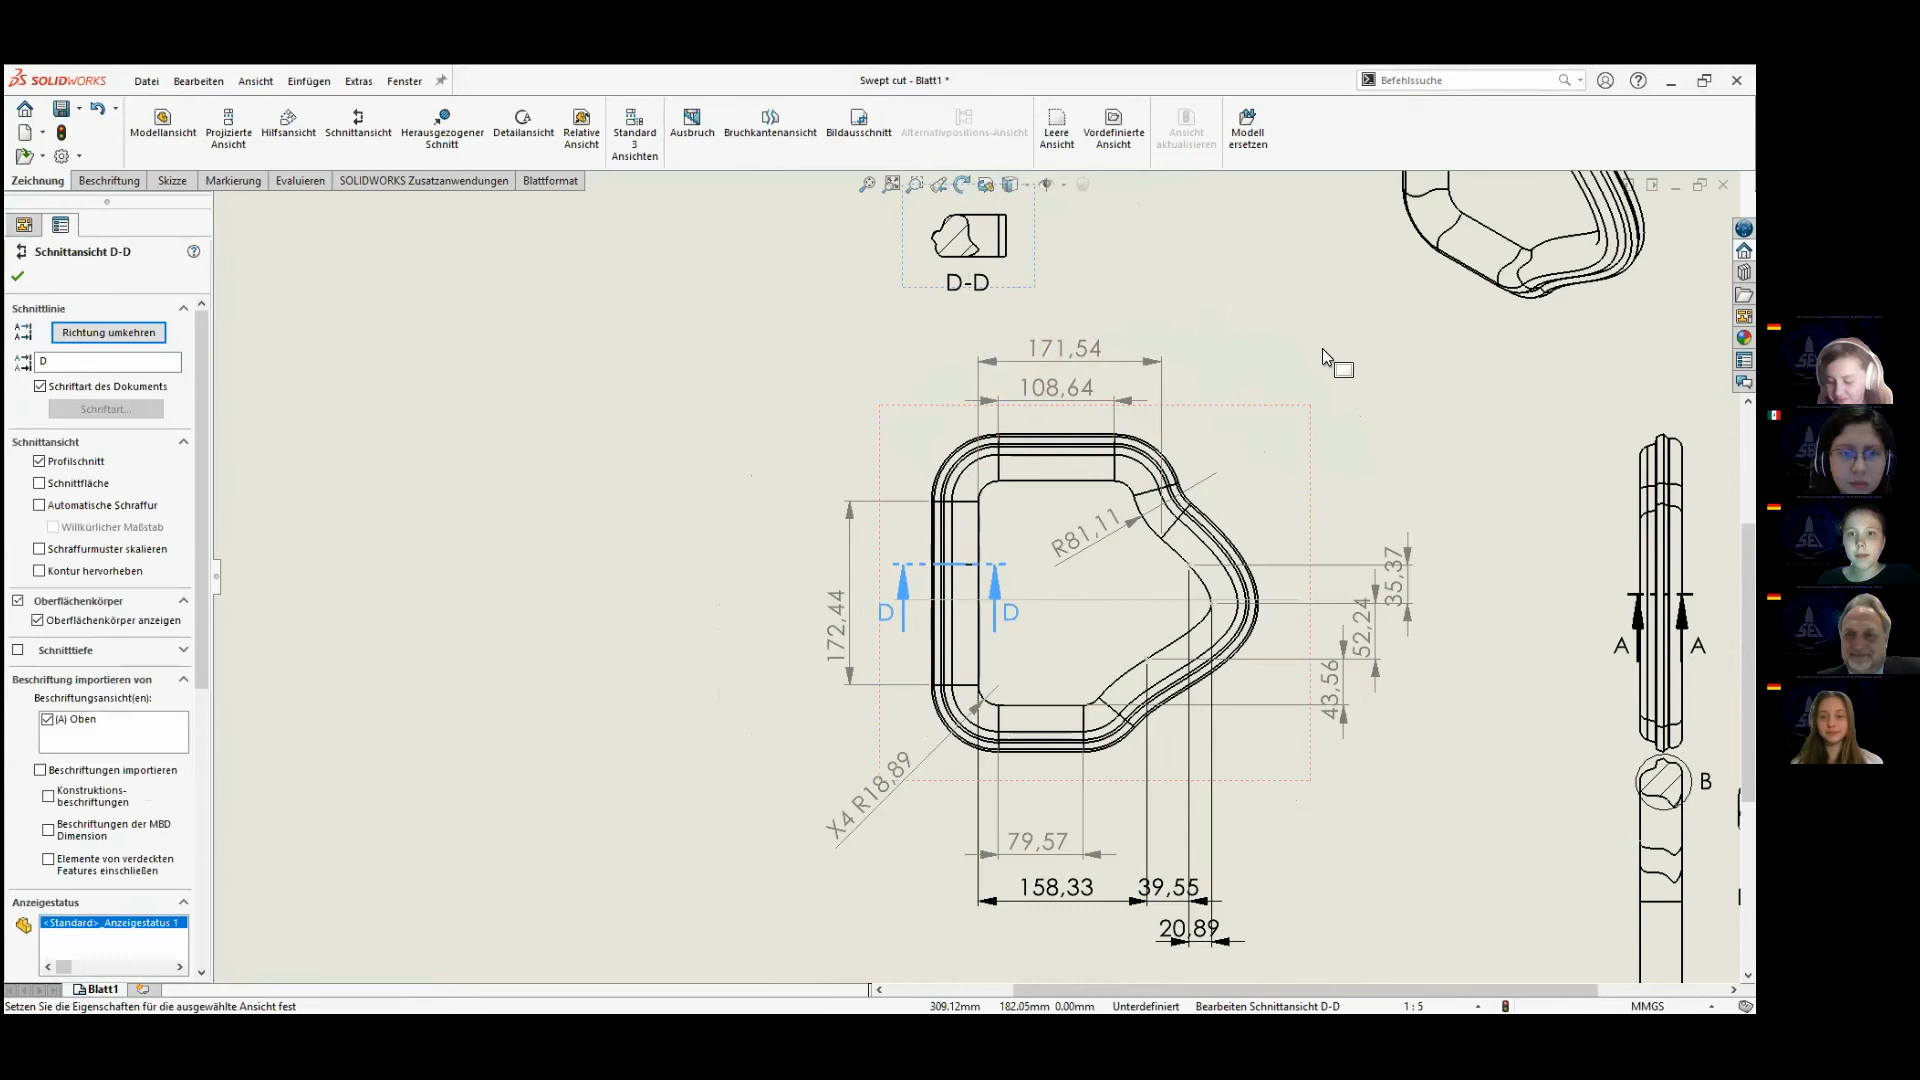 SOLIDWORKS
Datei Bearbeiten Ansicht Einfügen Extras Fenster
Swept cut - Blatt1 *
Befehlssuche
Modellansicht
Projizierte Ansicht
Hilfsansicht
Schnittansicht
Herausgezogener Schnitt
Detailansicht
Relative Ansicht
Standard 3 Ansichten
Ausbruch
Bruchkantenansicht
Bildausschnitt
Alternativpositions-Ansicht
Leere Ansicht
Vordefinierte Ansicht
Ansicht aktualisieren
Modell ersetzen
Zeichnung Beschriftung Skizze Markierung Evaluieren SOLIDWORKS Zusatzanwendungen Blattformat
Schnittansicht D-D
Schnittlinie
Richtung umkehren
D
Schriftart des Dokuments
Schriftart...
Schnittansicht
Profilschnitt
Schnittfläche
Automatische Schraffur
Willkürlicher Maßstab
Schraffurmuster skalieren
Kontur hervorheben
Oberflächenkörper
Oberflächenkörper anzeigen
Schnitttiefe
Beschriftung importieren von
Beschriftungsansicht(en):
(A) Oben
Beschriftungen importieren
Konstruktions-
beschriftungen
Beschriftungen der MBD
Dimension
Elemente von verdeckten
Features einschließen
Anzeigestatus
<Standard>_Anzeigestatus 1
D-D
171,54
108,64
R81,11
172,44
D D
35,37
52,24
43,56
X4 R18,89
79,57
158,33 39,55
20,89
A A
B
Blatt1
Setzen Sie die Eigenschaften für die ausgewählte Ansicht fest
309.12mm 182.05mm 0.00mm Unterdefiniert Bearbeiten Schnittansicht D-D 1 : 5 MMGS